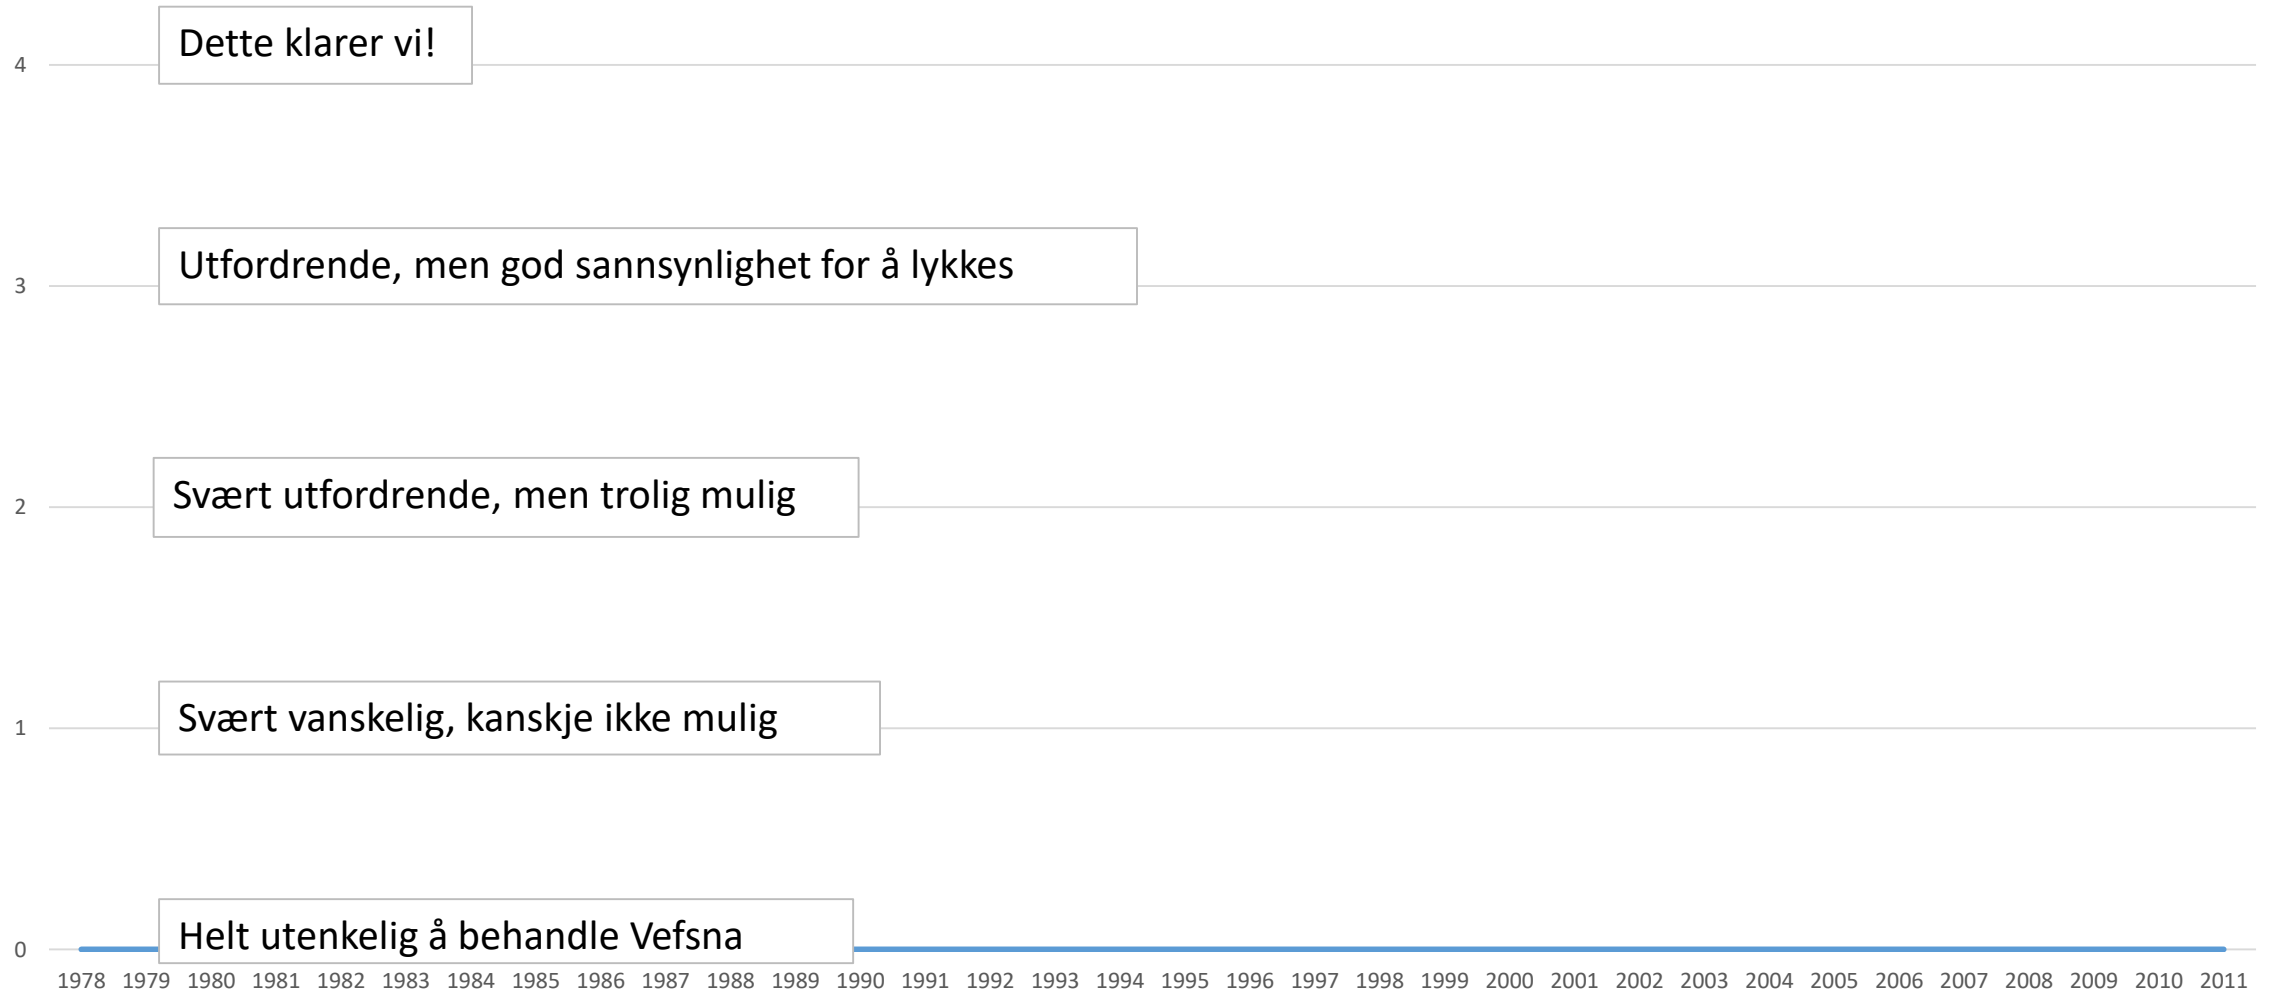 Dette klarer vi!
4
Utfordrende, men god sannsynlighet for å lykkes
3
Svært utfordrende, men trolig mulig
2
Svært vanskelig, kanskje ikke mulig
1
Helt utenkelig å behandle Vefsna
0
1978 1979 1980 1981 1982 1983 1984 1985 1986 1987 1988 1989 1990 1991 1992 1993 1994 1995 1996 1997 1998 1999 2000 2001 2002 2003 2004 2005 2006 2007 2008 2009 2010 2011